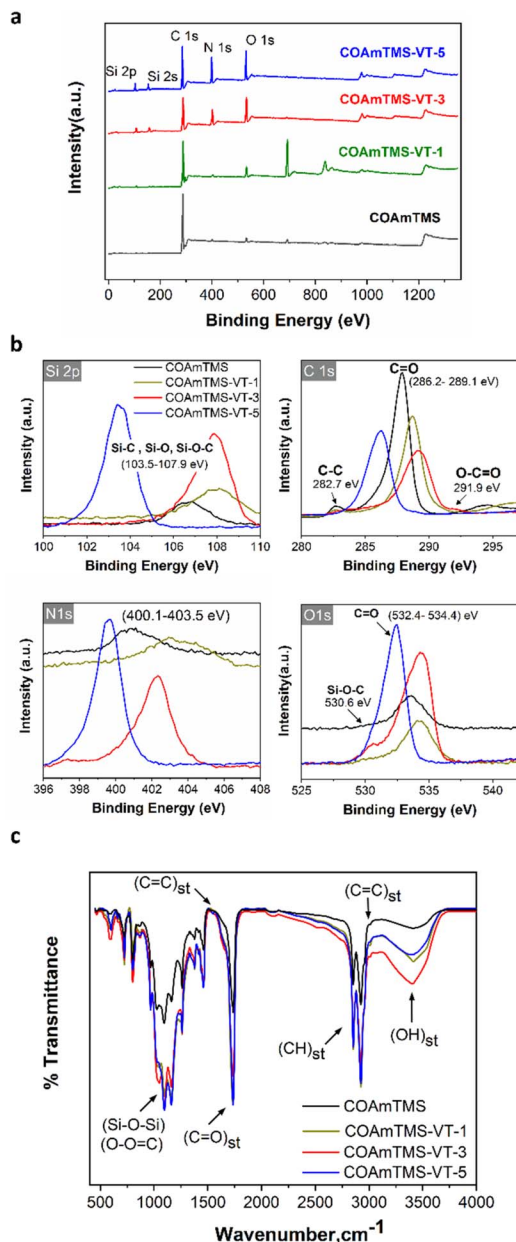 a
C 1s
O 1s
N 1s
Si 2p
Si 2s
COAmTMS-VT-5
COAmTMS-VT-3
COAmTMS-VT-1
COAmTMS
Intensity(a.u.)
0 200 400 600 800 1000 1200
Binding Energy (eV)
b
Si 2p
COAmTMS
COAmTMS-VT-1
COAmTMS-VT-3
COAmTMS-VT-5
Si-C , Si-O, Si-O-C
(103.5-107.9 eV)
Intensity (a.u.)
100 102 104 106 108 110
Binding Energy (eV)
C 1s
C=O
(286.2- 289.1 eV)
C-C
282.7 eV
O-C=O
291.9 eV
Intensity (a.u.)
280 285 290 295
Binding Energy (eV)
N1s
(400.1-403.5 eV)
Intensity (a.u.)
396 398 400 402 404 406 408
Binding Energy (eV)
O1s
C=O
(532.4- 534.4) eV
Si-O-C
530.6 eV
Intensity(a.u.)
525 530 535 540
Binding Energy (eV)
c
(C=C)st
(C=C)st
(CH)st
(OH)st
(Si-O-Si)
(O-O=C)
(C=O)st
COAmTMS
COAmTMS-VT-1
COAmTMS-VT-3
COAmTMS-VT-5
% Transmittance
500 1000 1500 2000 2500 3000 3500 4000
Wavenumber,cm-1